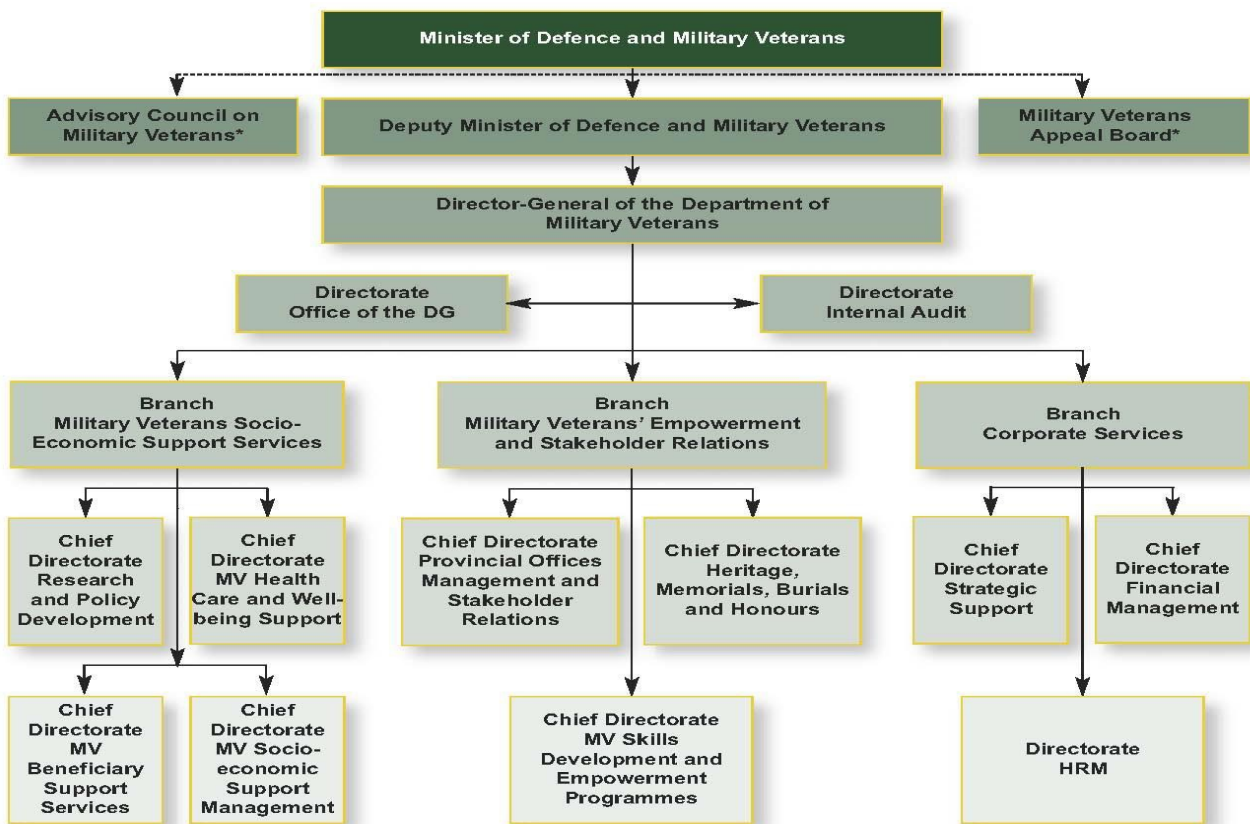 Minister of Defence and Military Veterans
Advisory Council on
Military Veterans*
Deputy Minister of Defence and Military Veterans
Military Veterans
Appeal Board*
Director-General of the Department of
Military Veterans
Directorate
Office of the DG
Directorate
Internal Audit
Branch
Military Veterans Socio-
Economic Support Services
Branch
Military Veterans’ Empowerment
and Stakeholder Relations
Branch
Corporate Services
Chief
Directorate
Research
and Policy
Development
Chief
Directorate
MV Health
Care and Well-
being Support
Chief Directorate
Provincial Offices
Management and
Stakeholder
Relations
Chief Directorate
Heritage,
Memorials, Burials
and Honours
Chief
Directorate
Strategic
Support
Chief
Directorate
Financial
Management
Chief
Directorate
MV
Beneficiary
Support
Services
Chief
Directorate
MV Socio-
economic
Support
Management
Chief Directorate
MV Skills
Development and
Empowerment
Programmes
Directorate
HRM